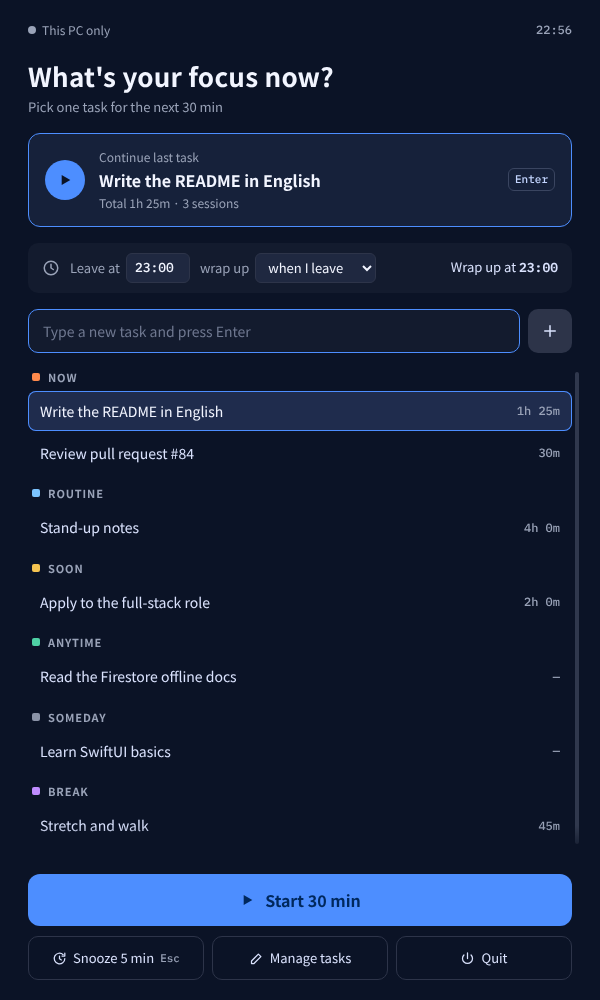 This PC only 22:56
What's your focus now?
Pick one task for the next 30 min
Continue last task
Write the README in English
Enter
Total 1h 25m · 3 sessions
Leave at 23:00 wrap up when I leave Wrap up at 23:00
Type a new task and press Enter +
NOW
Write the README in English 1h 25m
Review pull request #84 30m
ROUTINE
Stand-up notes 4h 0m
SOON
Apply to the full-stack role 2h 0m
ANYTIME
Read the Firestore offline docs —
SOMEDAY
Learn SwiftUI basics —
BREAK
Stretch and walk 45m
Start 30 min
Snooze 5 min Esc Manage tasks Quit